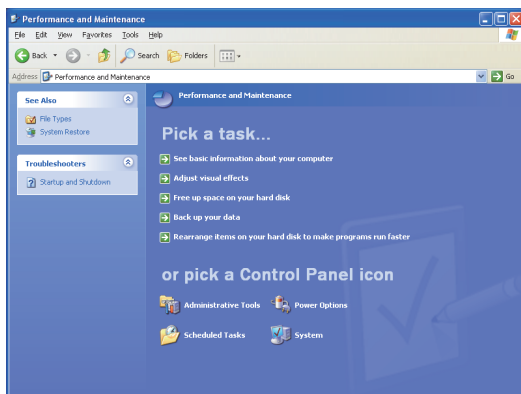 Performance and Maintenance
File Edit View Favorites Tools Help
Back Search Folders
Address Performance and Maintenance Go
See Also
File Types
System Restore
Troubleshooters
Startup and Shutdown
Performance and Maintenance
Pick a task...
See basic information about your computer
Adjust visual effects
Free up space on your hard disk
Back up your data
Rearrange items on your hard disk to make programs run faster
or pick a Control Panel icon
Administrative Tools Power Options
Scheduled Tasks System